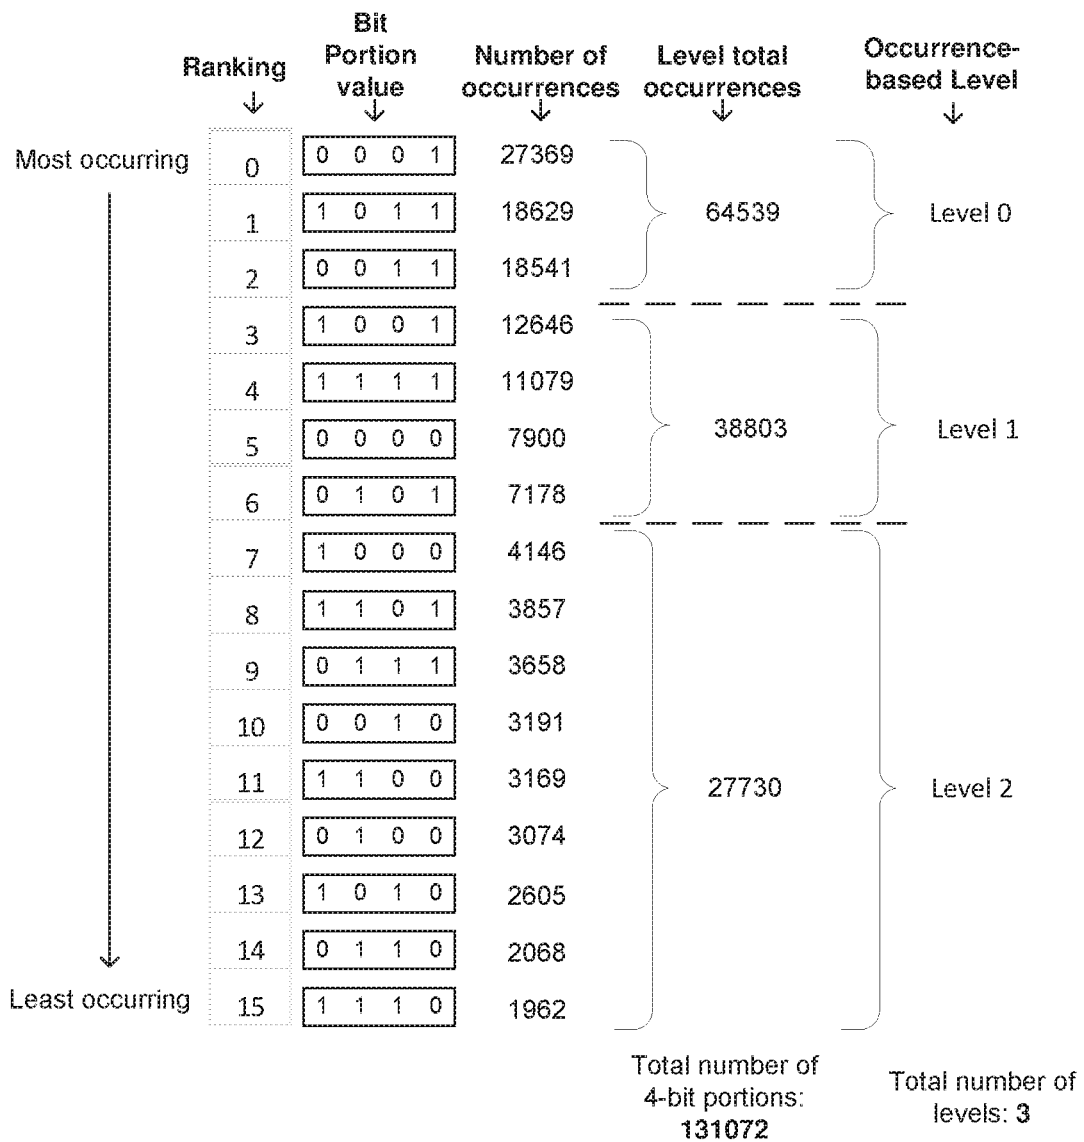 Ranking
Bit
Portion
value
Number of
occurrences
Level total
occurrences
Occurrence-
based Level
Most occurring
0 0 0 0 1 27369
1 1 0 1 1 18629 64539 Level 0
2 0 0 1 1 18541
3 1 0 0 1 12646
4 1 1 1 1 11079
5 0 0 0 0 7900 38803 Level 1
6 0 1 0 1 7178
7 1 0 0 0 4146
8 1 1 0 1 3857
9 0 1 1 1 3658
10 0 0 1 0 3191
11 1 1 0 0 3169 27730 Level 2
12 0 1 0 0 3074
13 1 0 1 0 2605
14 0 1 1 0 2068
Least occurring 15 1 1 1 0 1962
Total number of
4-bit portions:
131072
Total number of
levels: 3